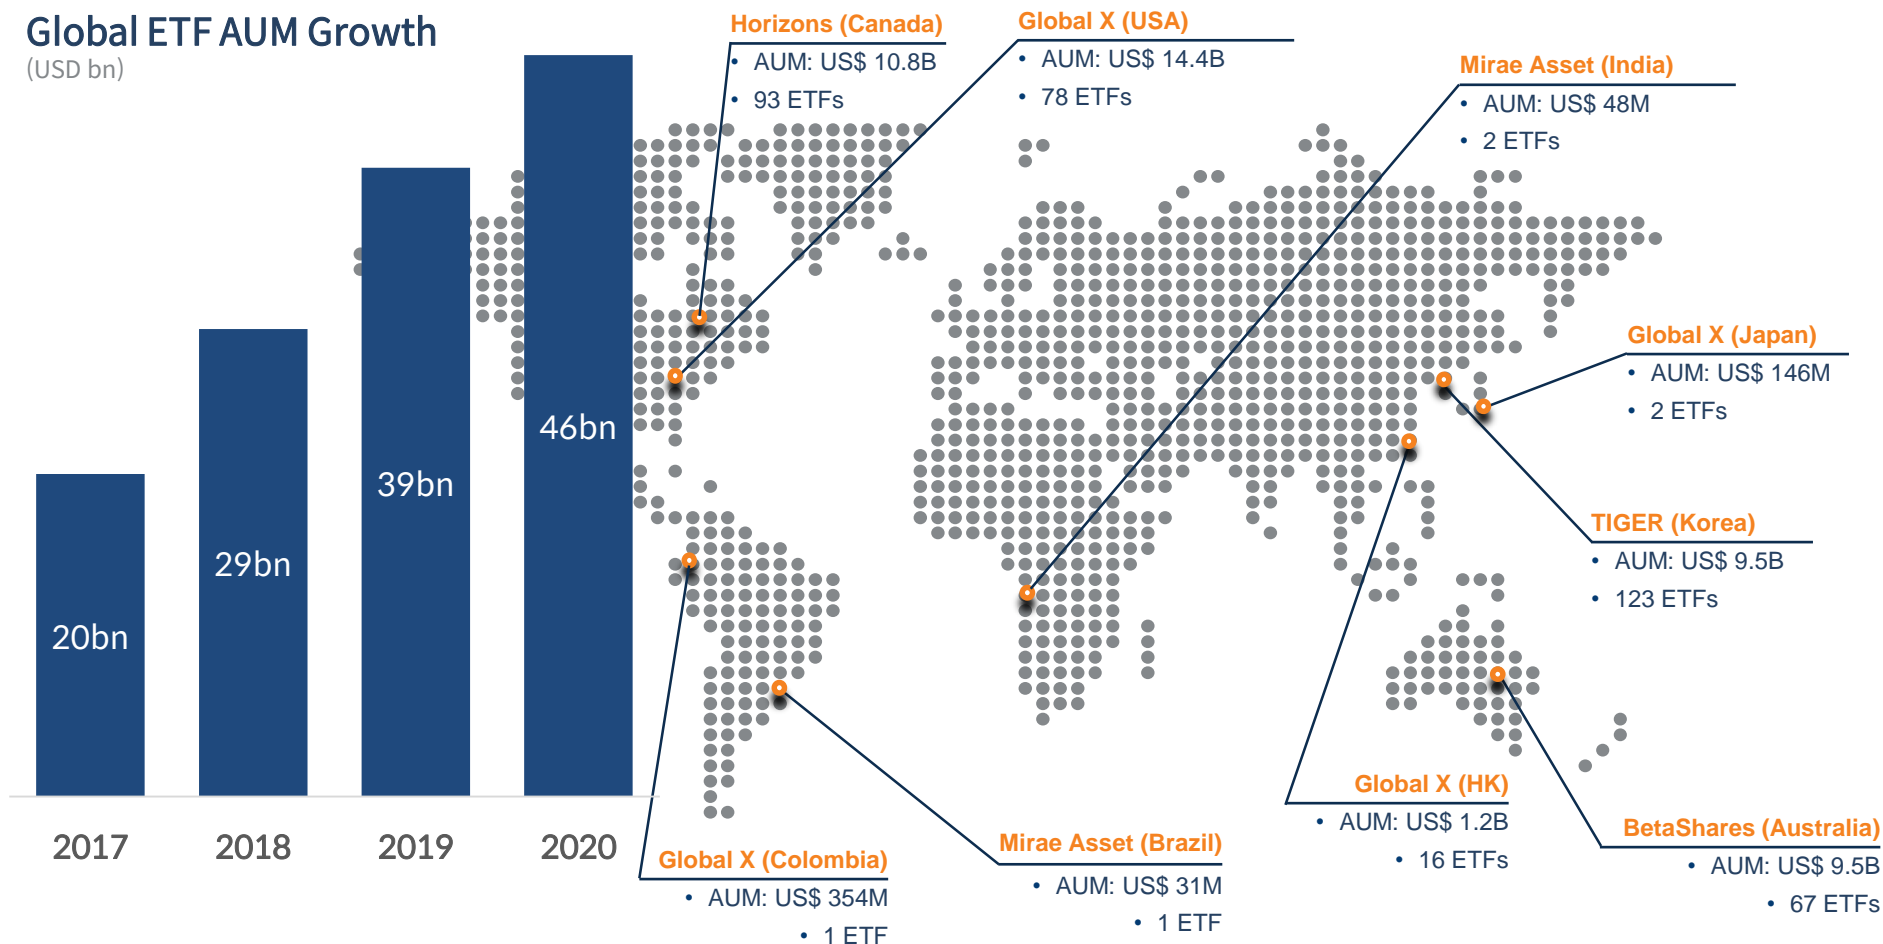 Global ETF AUM Growth
(USD bn)
20bn
29bn
39bn
46bn
2017
2018
2019
2020
Horizons (Canada)
• AUM: US$ 10.8B
• 93 ETFs
Global X (USA)
• AUM: US$ 14.4B
• 78 ETFs
Mirae Asset (India)
• AUM: US$ 48M
• 2 ETFs
Global X (Japan)
• AUM: US$ 146M
• 2 ETFs
TIGER (Korea)
• AUM: US$ 9.5B
• 123 ETFs
Global X (HK)
• AUM: US$ 1.2B
• 16 ETFs
BetaShares (Australia)
• AUM: US$ 9.5B
• 67 ETFs
Mirae Asset (Brazil)
• AUM: US$ 31M
• 1 ETF
Global X (Colombia)
• AUM: US$ 354M
• 1 ETF